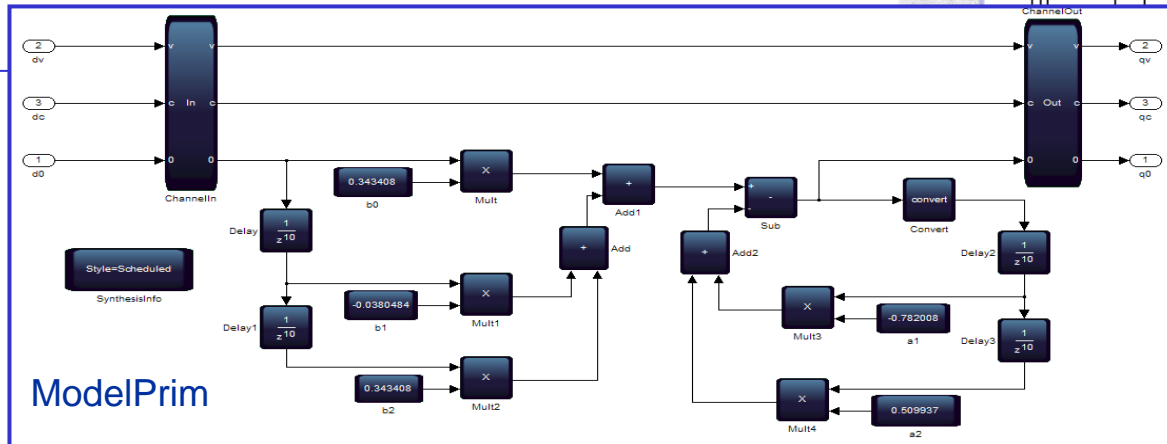 ChannelOut
2
dv
v
v
v
v
2
qv
3
dc
c
In
c
c
Out
c
3
qc
1
d0
0
0
0
0
1
q0
ChannelIn
0.343408
b0
X
Mult
+
Add1
+
-
-
Sub
convert
Convert
Delay
1
z10
+
Add
+
Add2
Delay2
1
z10
Style=Scheduled
SynthesisInfo
-0.0380484
b1
X
Mult1
X
Mult3
-0.782008
a1
Delay1
1
z10
Delay3
1
z10
ModelPrim
0.343408
b2
X
Mult2
X
Mult4
0.509937
a2